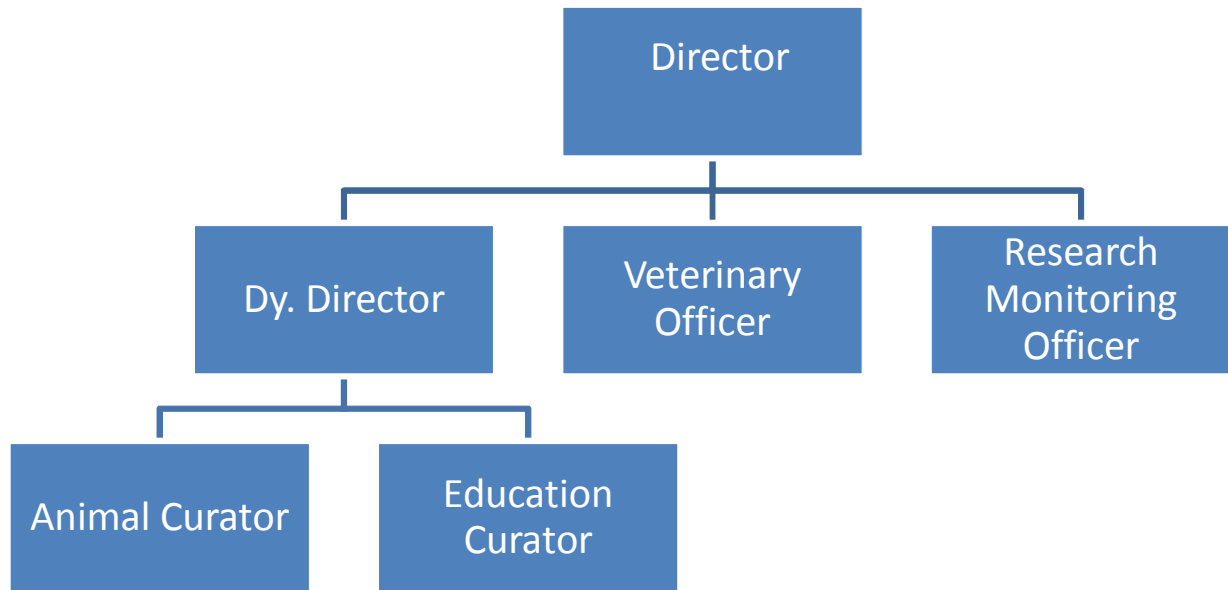 Director
Dy. Director
Veterinary
Officer
Research
Monitoring
Officer
Animal Curator
Education
Curator